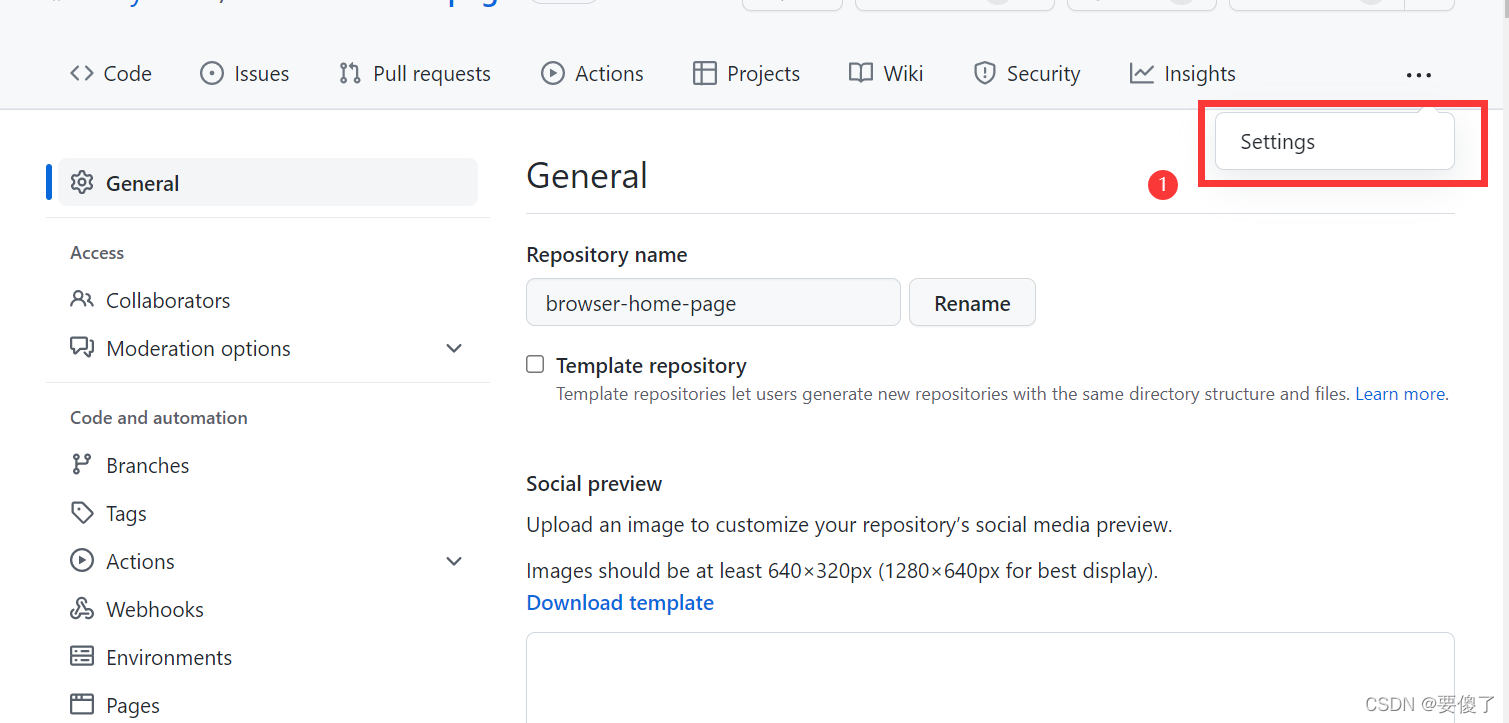 Code Issues Pull requests Actions Projects Wiki Security Insights
Settings
1
General
Access
Collaborators
Moderation options
Code and automation
Branches
Tags
Actions
Webhooks
Environments
Pages
General
Repository name
browser-home-page Rename
Template repository
Template repositories let users generate new repositories with the same directory structure and files. Learn more.
Social preview
Upload an image to customize your repository’s social media preview.
Images should be at least 640×320px (1280×640px for best display).
Download template
CSDN @要傻了